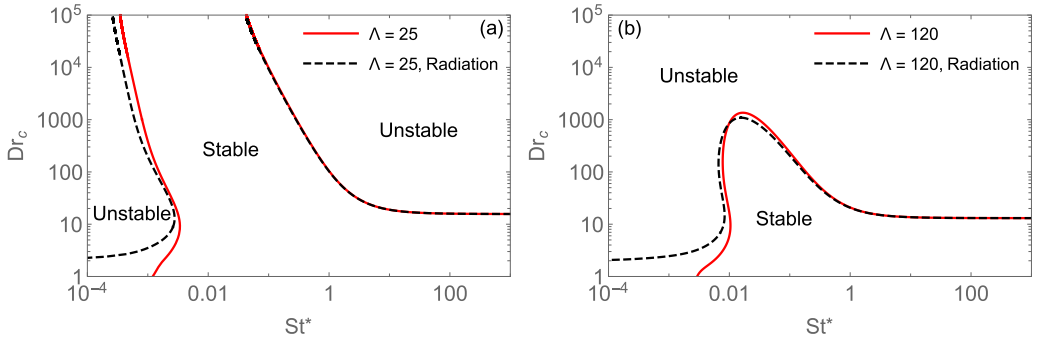 (a)
Λ = 25
Λ = 25, Radiation
Unstable
Stable
Unstable
Dr_c
10^5
10^4
1000
100
10
1
10^−4
0.01
1
100
St*
(b)
Λ = 120
Λ = 120, Radiation
Unstable
Stable
Dr_c
10^5
10^4
1000
100
10
1
10^−4
0.01
1
100
St*